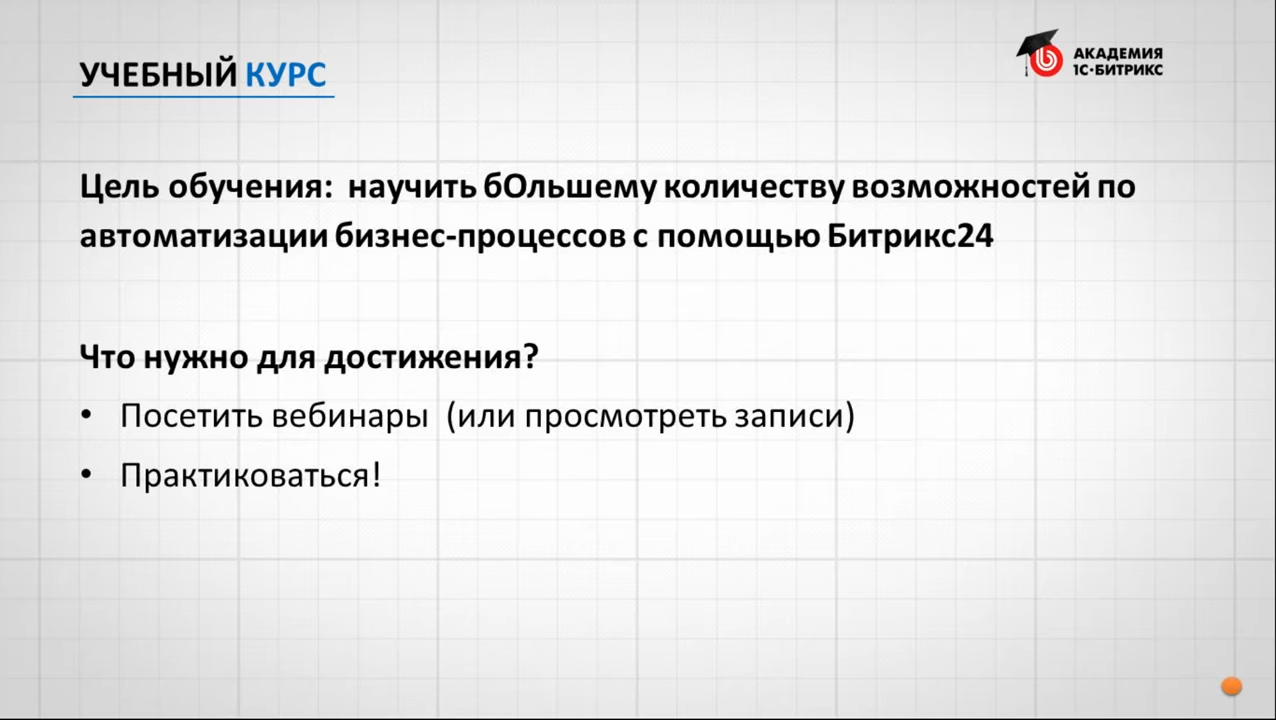 УЧЕБНЫЙ КУРС
АКАДЕМИЯ
1С-БИТРИКС
Цель обучения: научить бОльшему количеству возможностей по
автоматизации бизнес-процессов с помощью Битрикс24
Что нужно для достижения?
• Посетить вебинары (или просмотреть записи)
• Практиковаться!